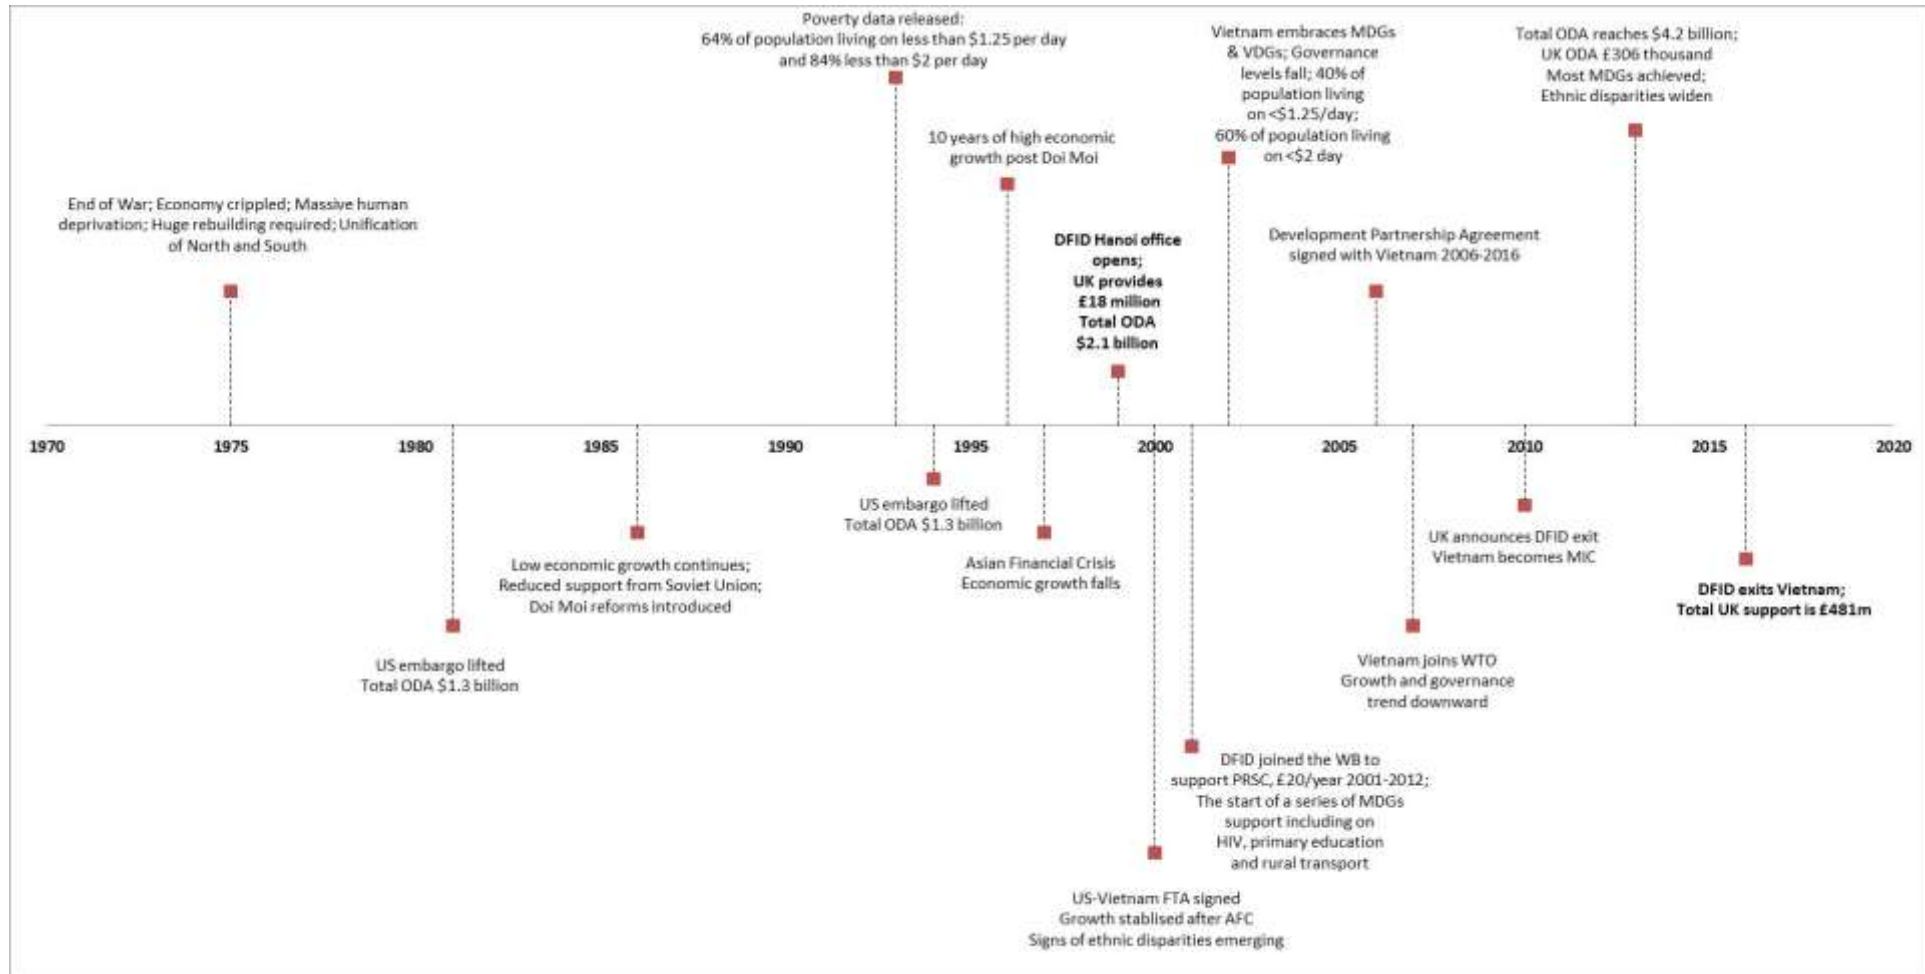 Poverty data released:
64% of population living on less than $1.25 per day
and 84% less than $2 per day
Vietnam embraces MDGs
& VDGs; Governance
levels fall; 40% of
population living
on <$1.25/day;
60% of population living
on <$2 day
Total ODA reaches $4.2 billion;
UK ODA £306 thousand
Most MDGs achieved;
Ethnic disparities widen
10 years of high economic
growth post Doi Moi
End of War; Economy crippled; Massive human
deprivation; Huge rebuilding required; Unification
of North and South
DFID Hanoi office
opens;
UK provides
£18 million
Total ODA
$2.1 billion
Development Partnership Agreement
signed with Vietnam 2006-2016
1970 1975 1980 1985 1990 1995 2000 2005 2010 2015 2020
US embargo lifted
Total ODA $1.3 billion
Low economic growth continues;
Reduced support from Soviet Union;
Doi Moi reforms introduced
US embargo lifted
Total ODA $1.3 billion
Asian Financial Crisis
Economic growth falls
UK announces DFID exit
Vietnam becomes MIC
DFID exits Vietnam;
Total UK support is £481m
Vietnam joins WTO
Growth and governance
trend downward
DFID joined the WB to
support PRSC, £20/year 2001-2012;
The start of a series of MDGs
support including on
HIV, primary education
and rural transport
US-Vietnam FTA signed
Growth stablised after AFC
Signs of ethnic disparities emerging